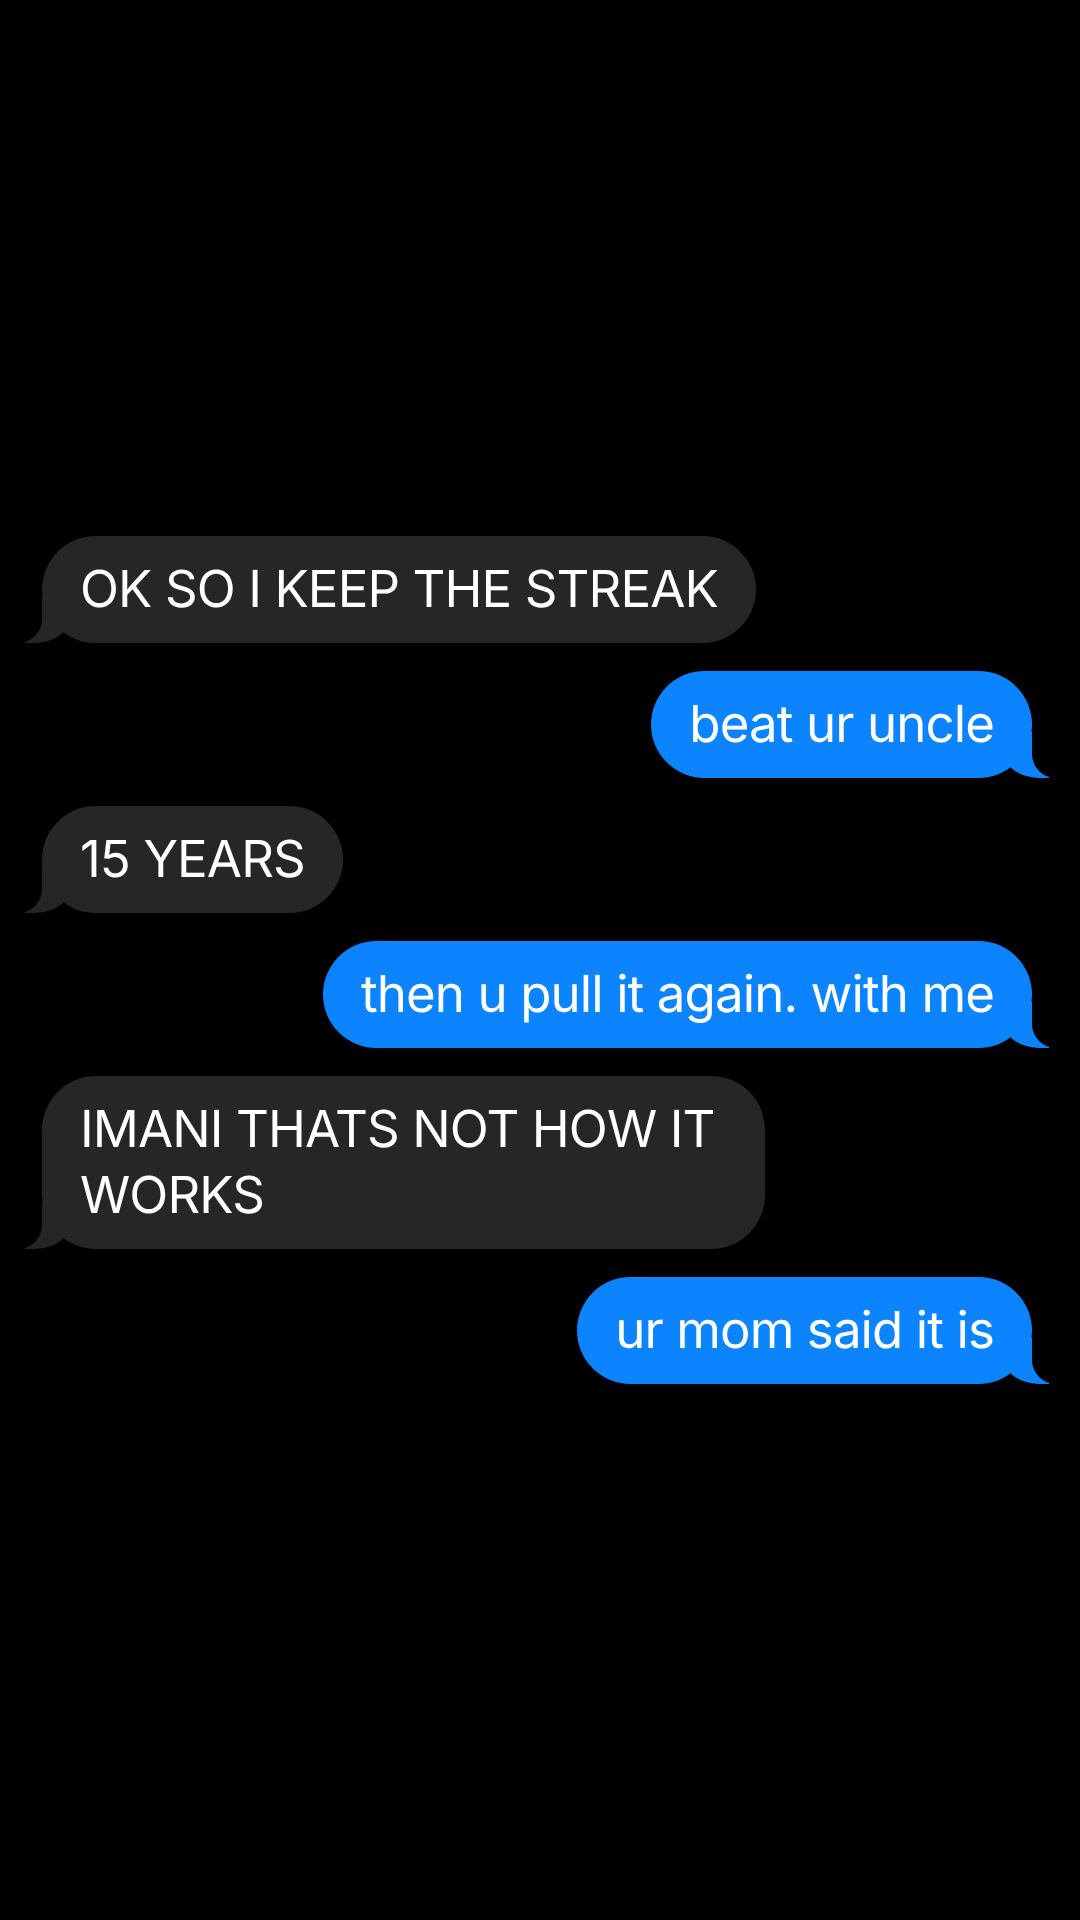 OK SO I KEEP THE STREAK
beat ur uncle
15 YEARS
then u pull it again. with me
IMANI THATS NOT HOW IT
WORKS
ur mom said it is